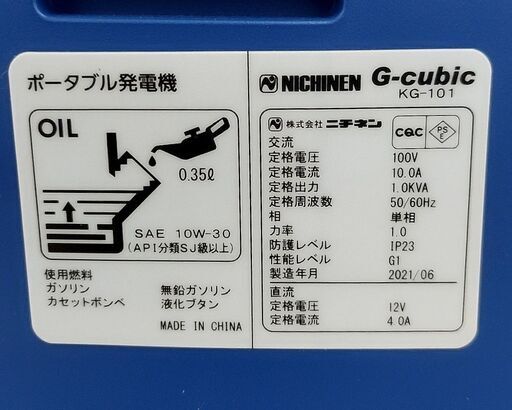 ポータブル発電機
OIL
0.35ℓ
SAE 10W-30
(API分類SJ級以上)
使用燃料
ガソリン 無鉛ガソリン
カセットボンベ 液化ブタン
MADE IN CHINA
NICHINEN G-cubic
KG-101
株式会社 ニチネン
CQC
PS
E
交流
定格電圧 100V
定格電流 10.0A
定格出力 1.0KVA
定格周波数 50/60Hz
相 単相
力率 1.0
防護レベル IP23
性能レベル G1
製造年月 2021/06
直流
定格電圧 12V
定格電流 4.0A